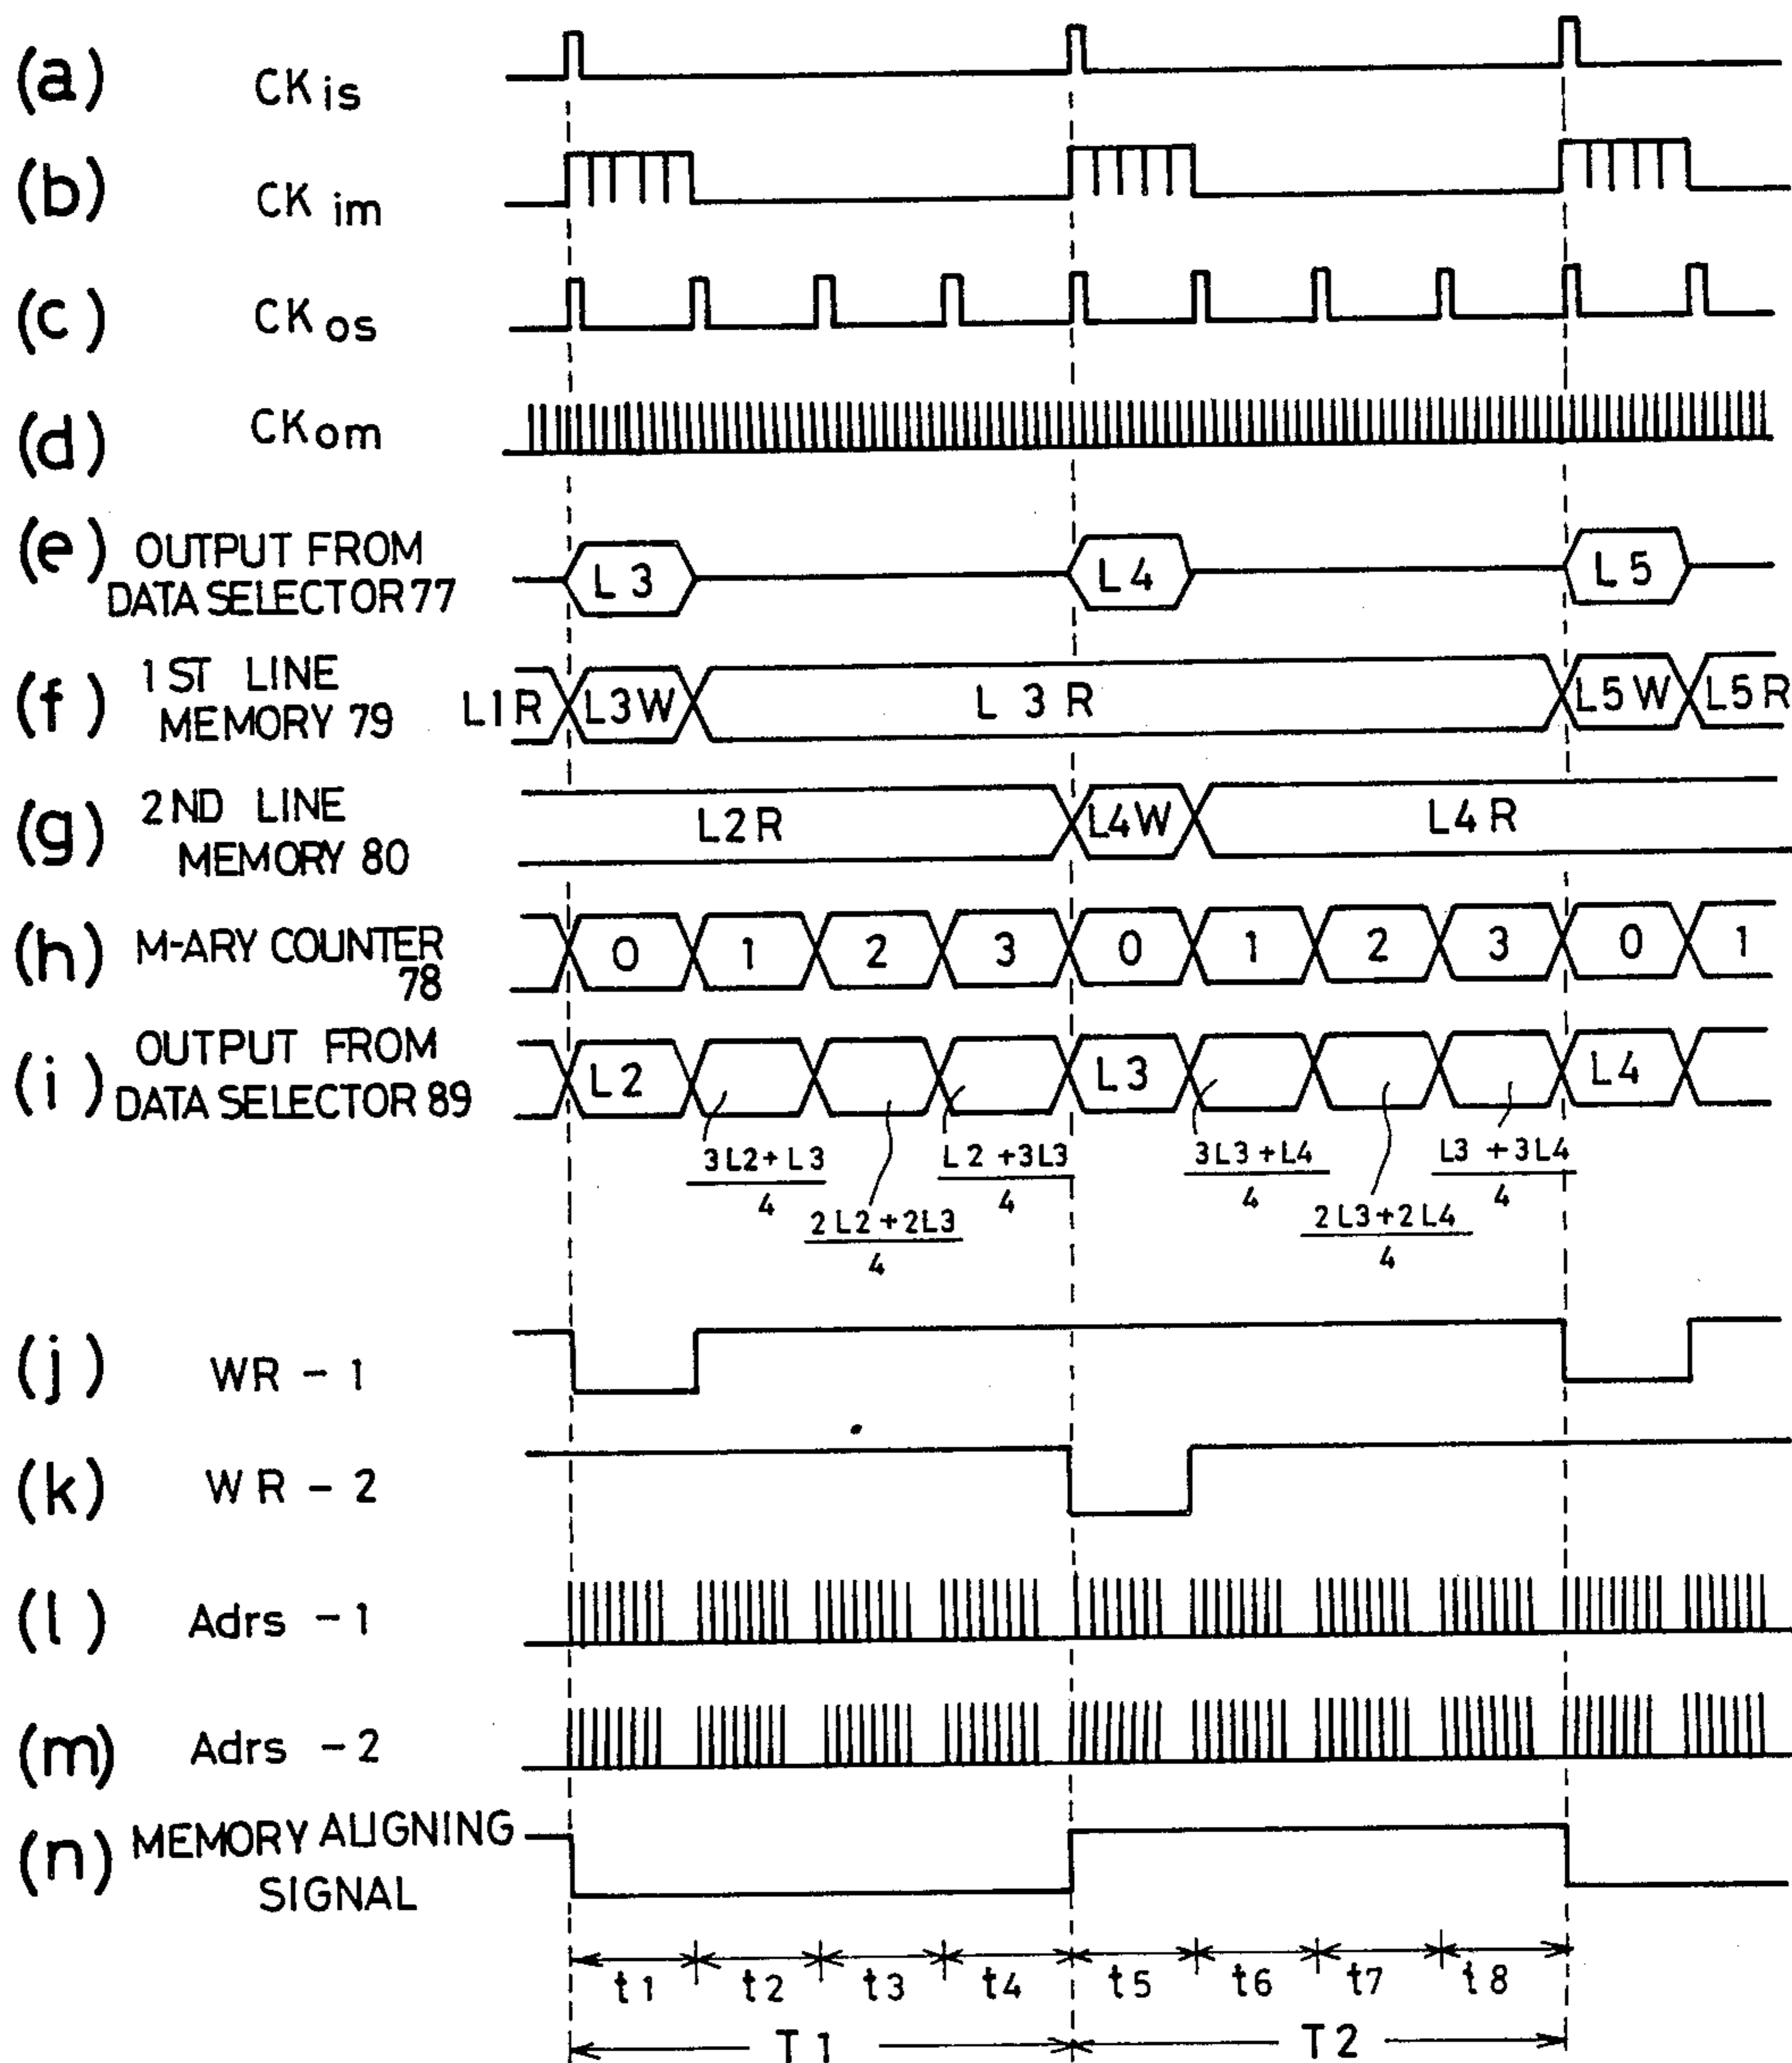 (a) CKis
(b) CK im
(c) CKos
(d) CKom
(e) OUTPUT FROM
DATA SELECTOR 77
L3 L4 L5
(f) 1ST LINE
MEMORY 79
L1R L3W L 3 R L5W L5R
(g) 2ND LINE
MEMORY 80
L2R L4W L4R
(h) M-ARY COUNTER
78
0 1 2 3 0 1 2 3 0 1
(i) OUTPUT FROM
DATA SELECTOR 89
L2 L3 L4
3L2+L3
4
2L2+2L3
4
L2+3L3
4
3L3+L4
4
2L3+2L4
4
L3+3L4
4
(j) WR - 1
(k) WR - 2
(l) Adrs - 1
(m) Adrs - 2
(n) MEMORY ALIGNING
SIGNAL
t1 t2 t3 t4 t5 t6 t7 t8
T1 T2